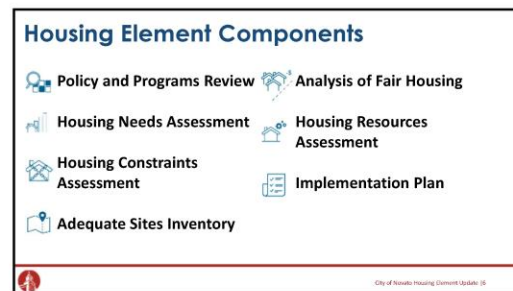 Housing Element Components
Policy and Programs Review
Housing Needs Assessment
Housing Constraints
Assessment
Adequate Sites Inventory
Analysis of Fair Housing
Housing Resources
Assessment
Implementation Plan
City of Novato Housing Element Update |6